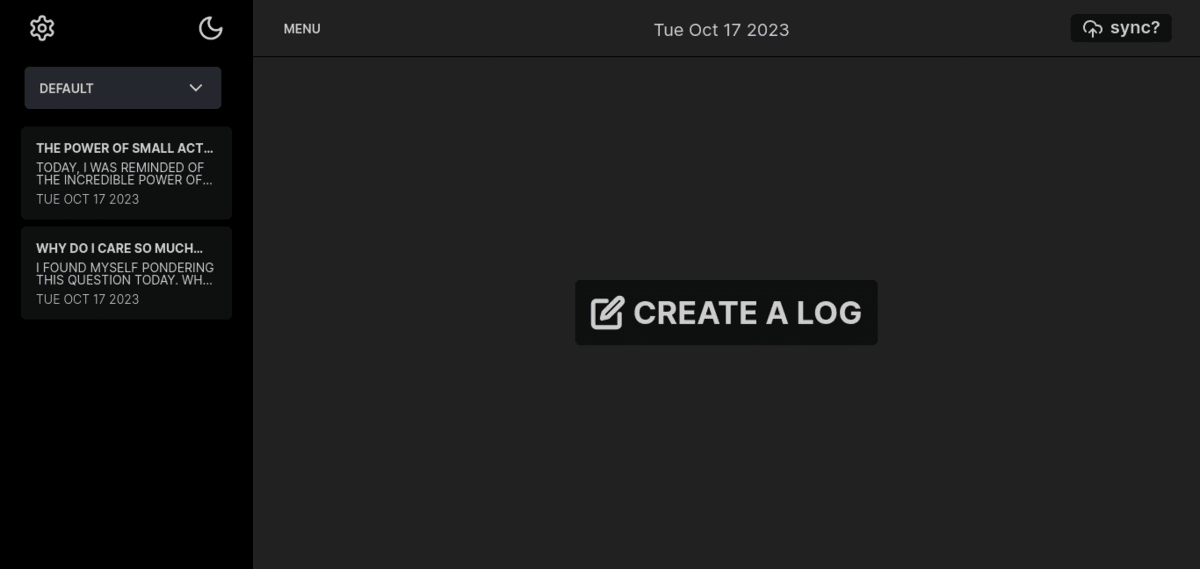 DEFAULT
THE POWER OF SMALL ACT...
TODAY, I WAS REMINDED OF
THE INCREDIBLE POWER OF...
TUE OCT 17 2023
WHY DO I CARE SO MUCH...
I FOUND MYSELF PONDERING
THIS QUESTION TODAY. WH...
TUE OCT 17 2023
MENU
Tue Oct 17 2023
sync?
CREATE A LOG